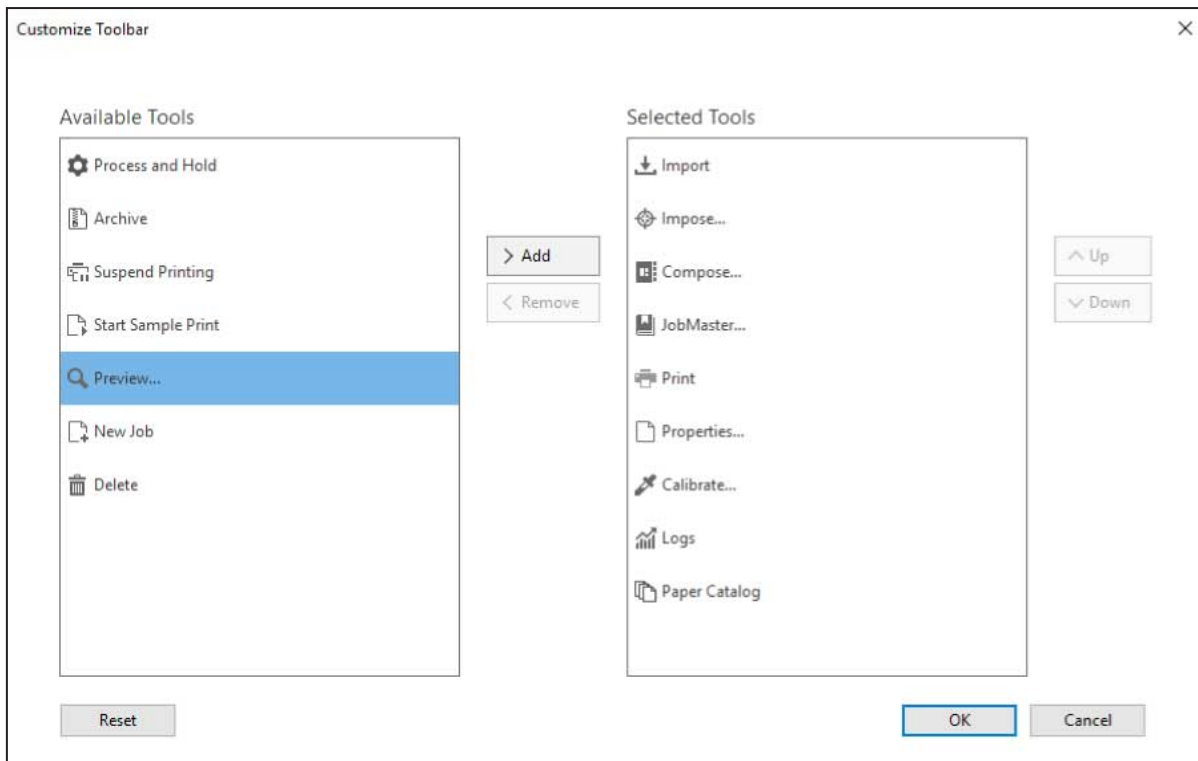 Customize Toolbar
Available Tools
Process and Hold
Archive
Suspend Printing
Start Sample Print
Preview...
New Job
Delete
Add
Remove
Selected Tools
Import
Impose...
Compose...
JobMaster...
Print
Properties...
Calibrate...
Logs
Paper Catalog
Up
Down
Reset
OK
Cancel